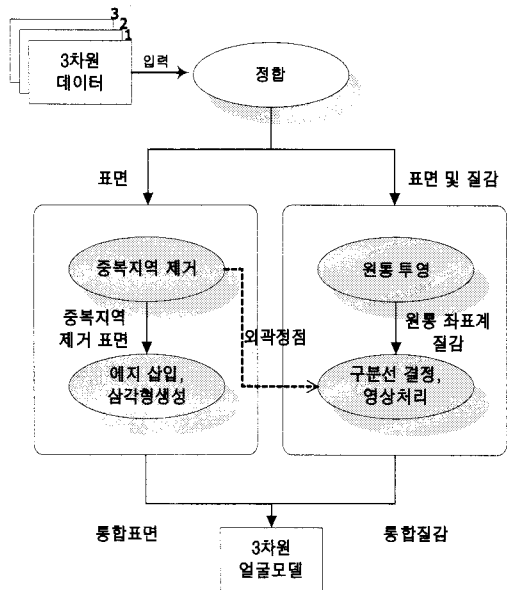 3
2
1
3차원
데이터
입력
정합
표면
표면 및 질감
중복지역 제거
원통 투영
중복지역
제거 표면
외곽정점
원통 좌표계
질감
에지 삽입,
삼각형생성
구분선 결정,
영상처리
통합표면
통합질감
3차원
얼굴모델